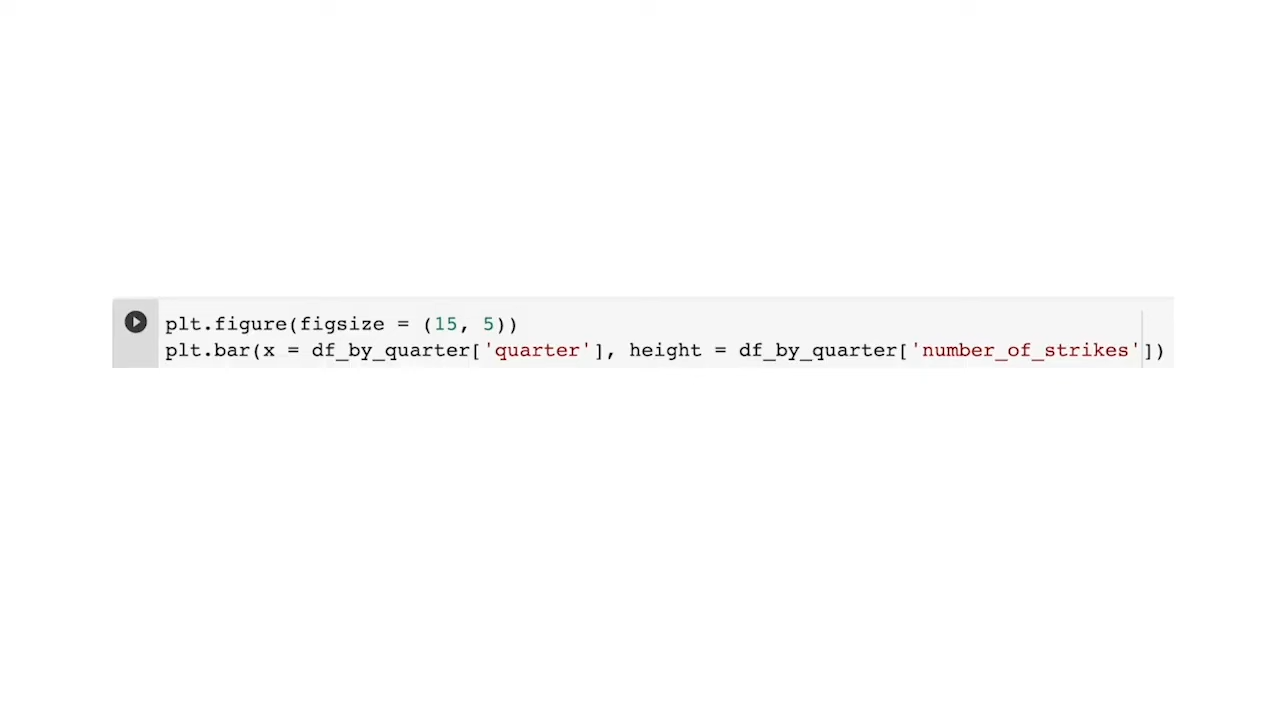 plt.figure(figsize = (15, 5))
plt.bar(x = df_by_quarter['quarter'], height = df_by_quarter['number_of_strikes'])